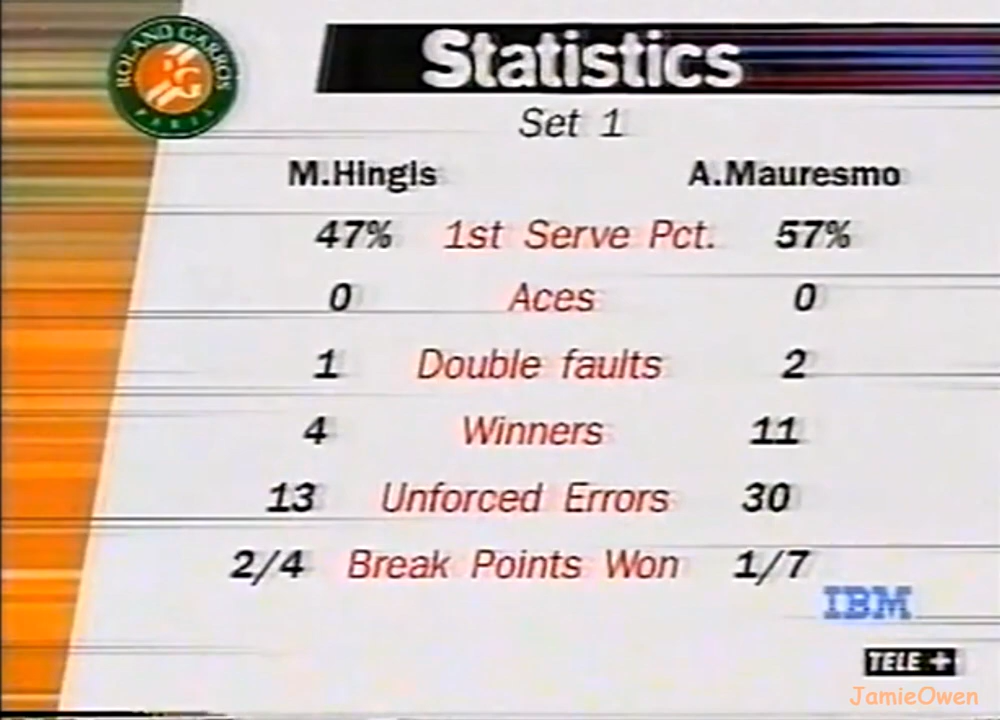 ROLAND GARROS
PARIS
RG
Statistics
Set 1
M.Hingis A.Mauresmo
47% 1st Serve Pct. 57%
0 Aces 0
1 Double faults 2
4 Winners 11
13 Unforced Errors 30
2/4 Break Points Won 1/7
IBM
TELE +
JamieOwen